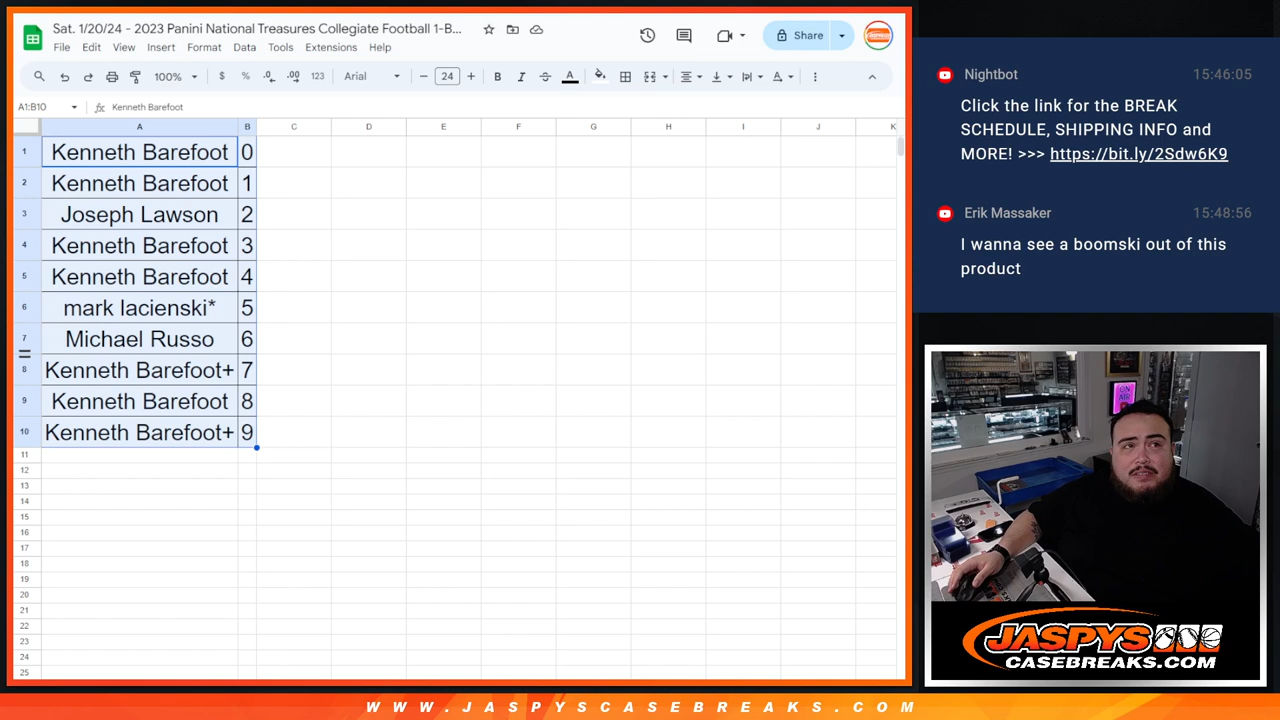 Sat. 1/20/24 - 2023 Panini National Treasures Collegiate Football 1-B...
File Edit View Insert Format Data Tools Extensions Help
Share
100% $ % .0 .00 123 Arial 24 B I A
A1:B10 fx Kenneth Barefoot
A B C D E F G H I J K
1 Kenneth Barefoot 0
2 Kenneth Barefoot 1
3 Joseph Lawson 2
4 Kenneth Barefoot 3
5 Kenneth Barefoot 4
6 mark lacienski* 5
7 Michael Russo 6
8 Kenneth Barefoot+ 7
9 Kenneth Barefoot 8
10 Kenneth Barefoot+ 9
11
12
13
14
15
16
17
18
19
20
21
22
23
24
25
Nightbot 15:46:05
Click the link for the BREAK
SCHEDULE, SHIPPING INFO and
MORE! >>> https://bit.ly/2Sdw6K9
Erik Massaker 15:48:56
I wanna see a boomski out of this
product
ON
AIR
JASPYS
CASEBREAKS.COM
WWW.JASPYSCASEBREAKS.COM